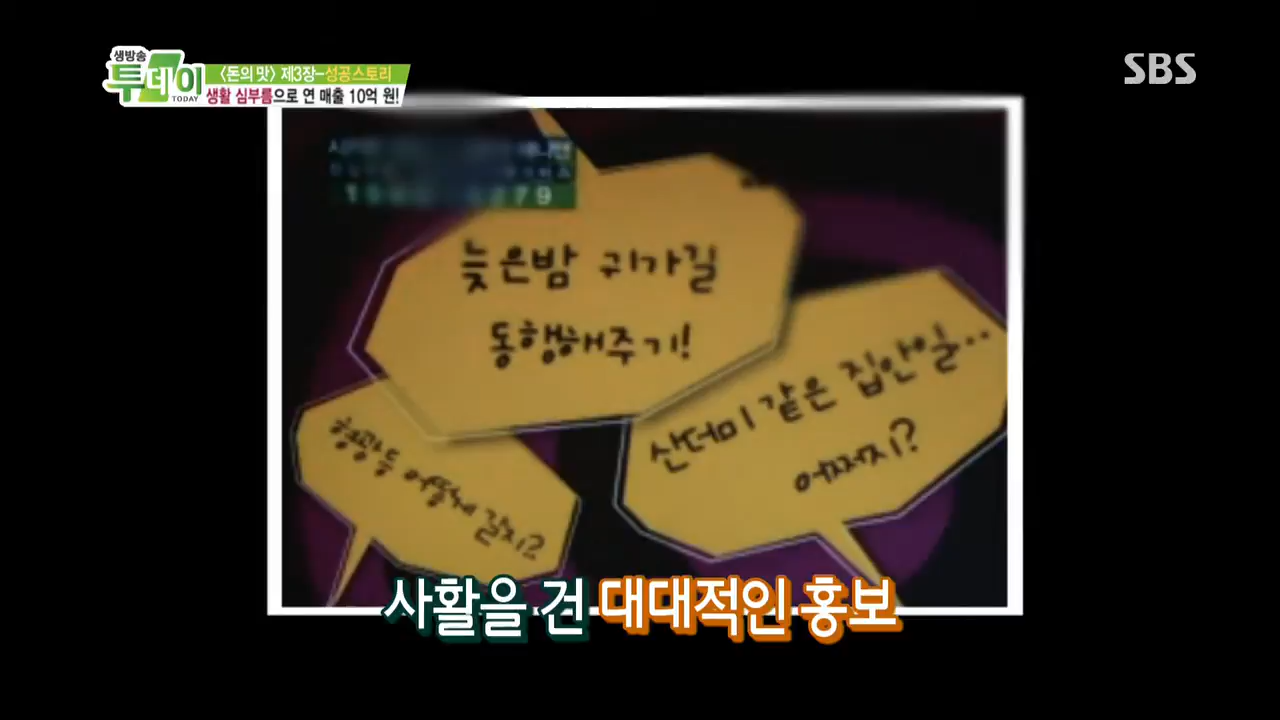 생방송
투데이
TODAY
<돈의 맛> 제3장-성공스토리
생활 심부름으로 연 매출 10억 원!
SBS
79
늦은밤 귀가길
동행해주기!
산더미 같은 집안일..
어쩌지?
형광등 어떻게 갈지?
사활을 건 대대적인 홍보